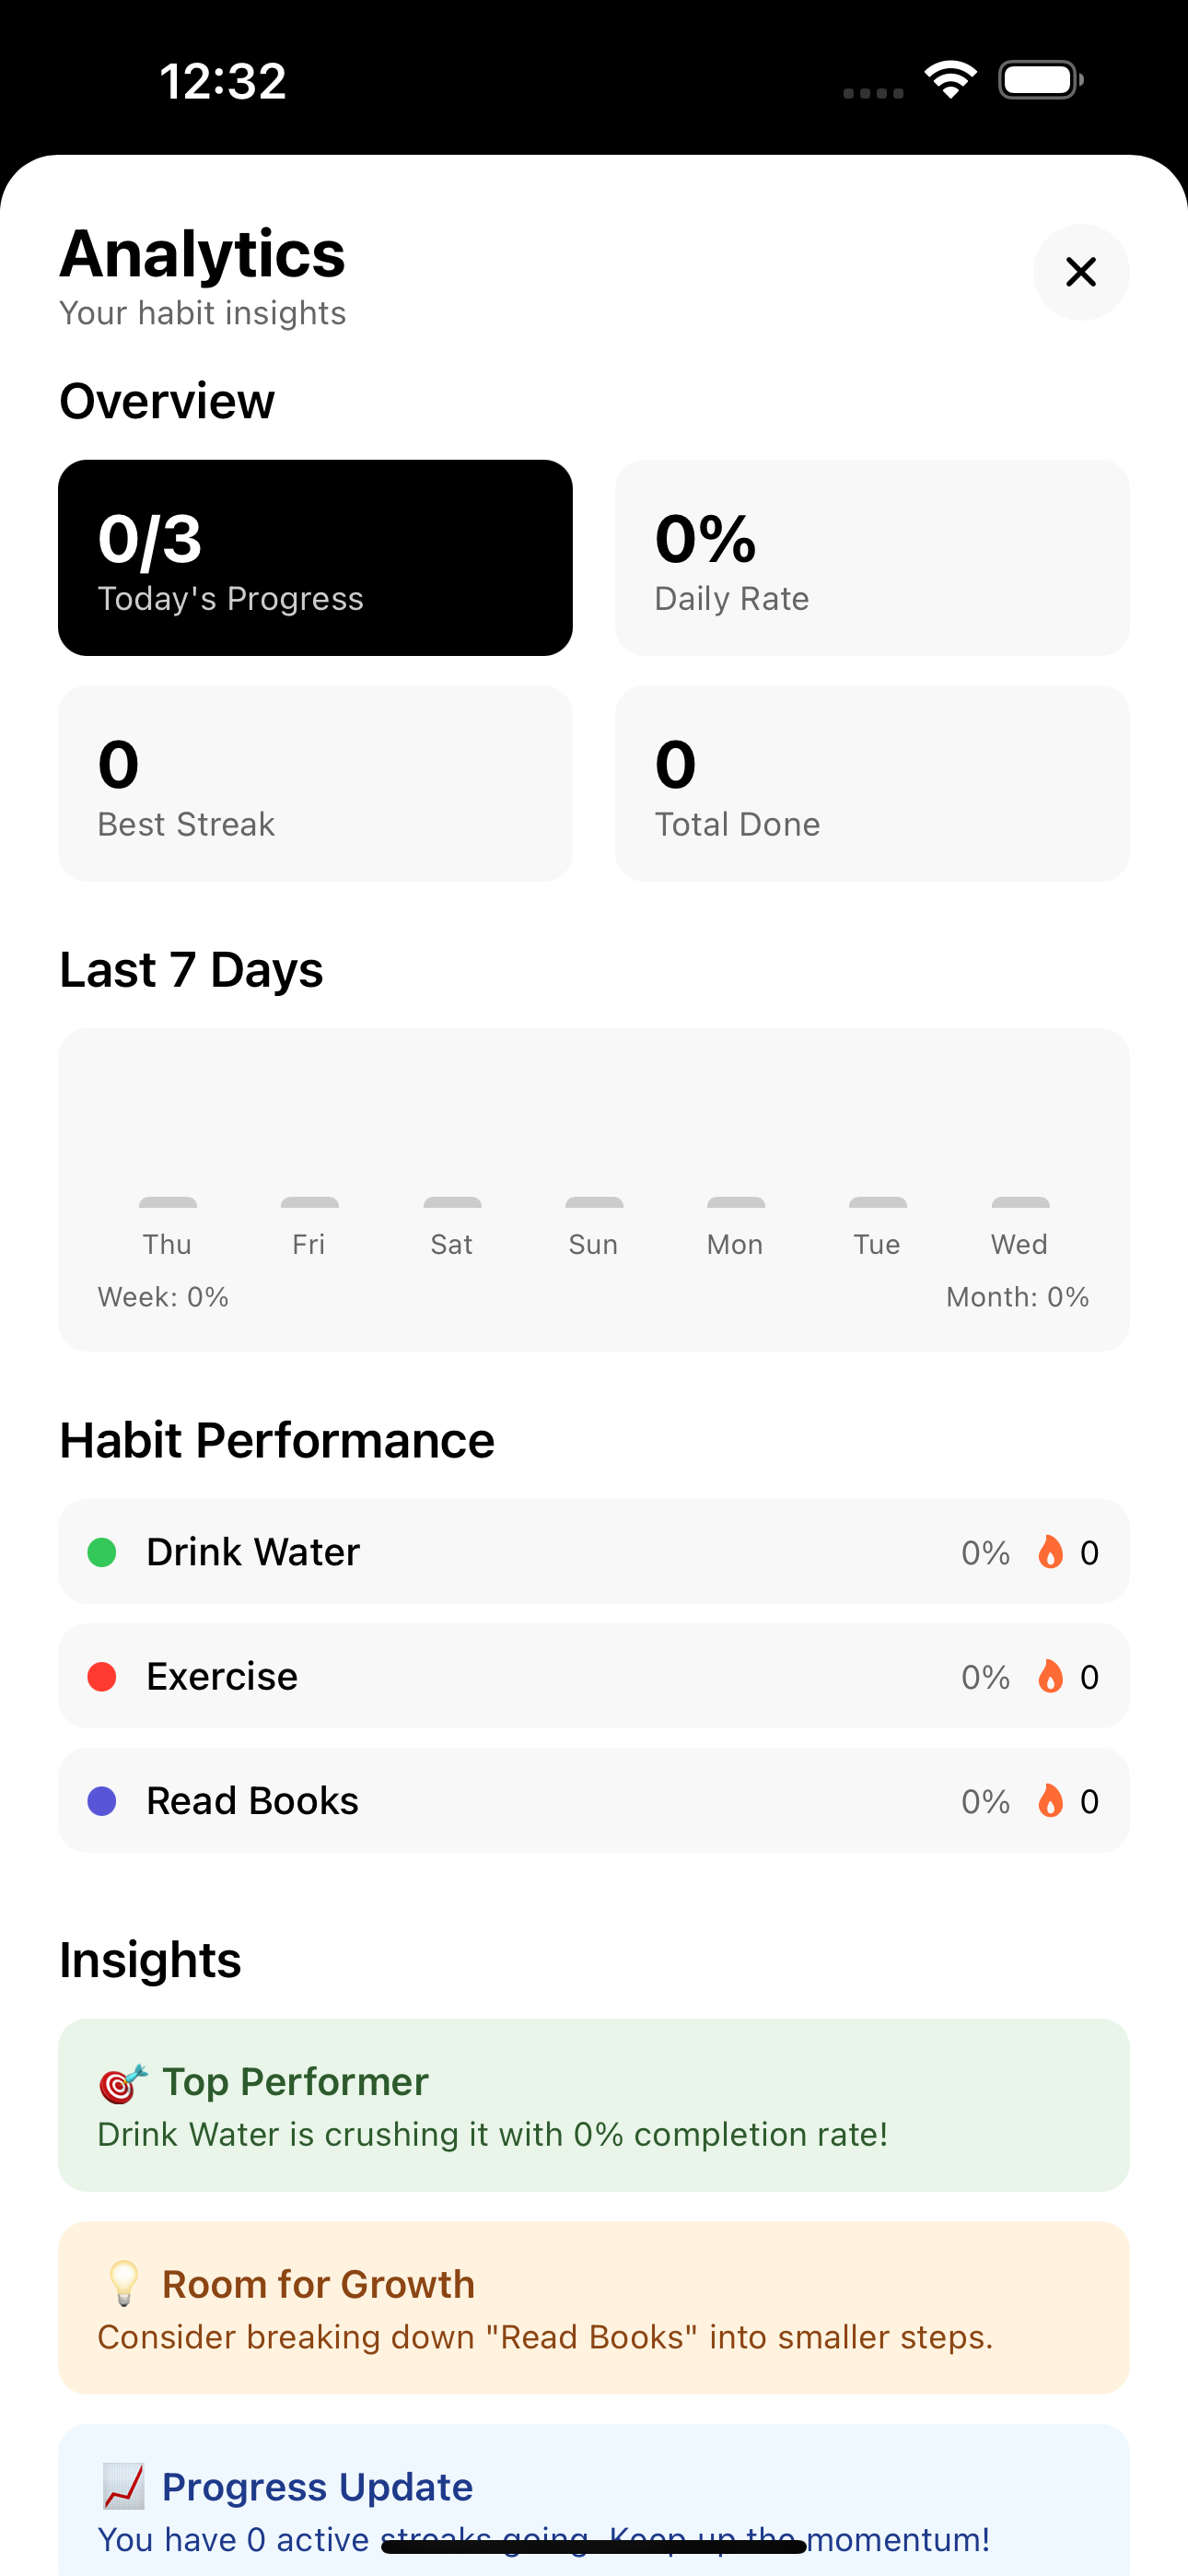 12:32
Analytics
Your habit insights
Overview
0/3
Today's Progress
0%
Daily Rate
0
Best Streak
0
Total Done
Last 7 Days
Thu Fri Sat Sun Mon Tue Wed
Week: 0% Month: 0%
Habit Performance
Drink Water 0% 0
Exercise 0% 0
Read Books 0% 0
Insights
🎯 Top Performer
Drink Water is crushing it with 0% completion rate!
💡 Room for Growth
Consider breaking down "Read Books" into smaller steps.
📈 Progress Update
You have 0 active streaks going. Keep up the momentum!